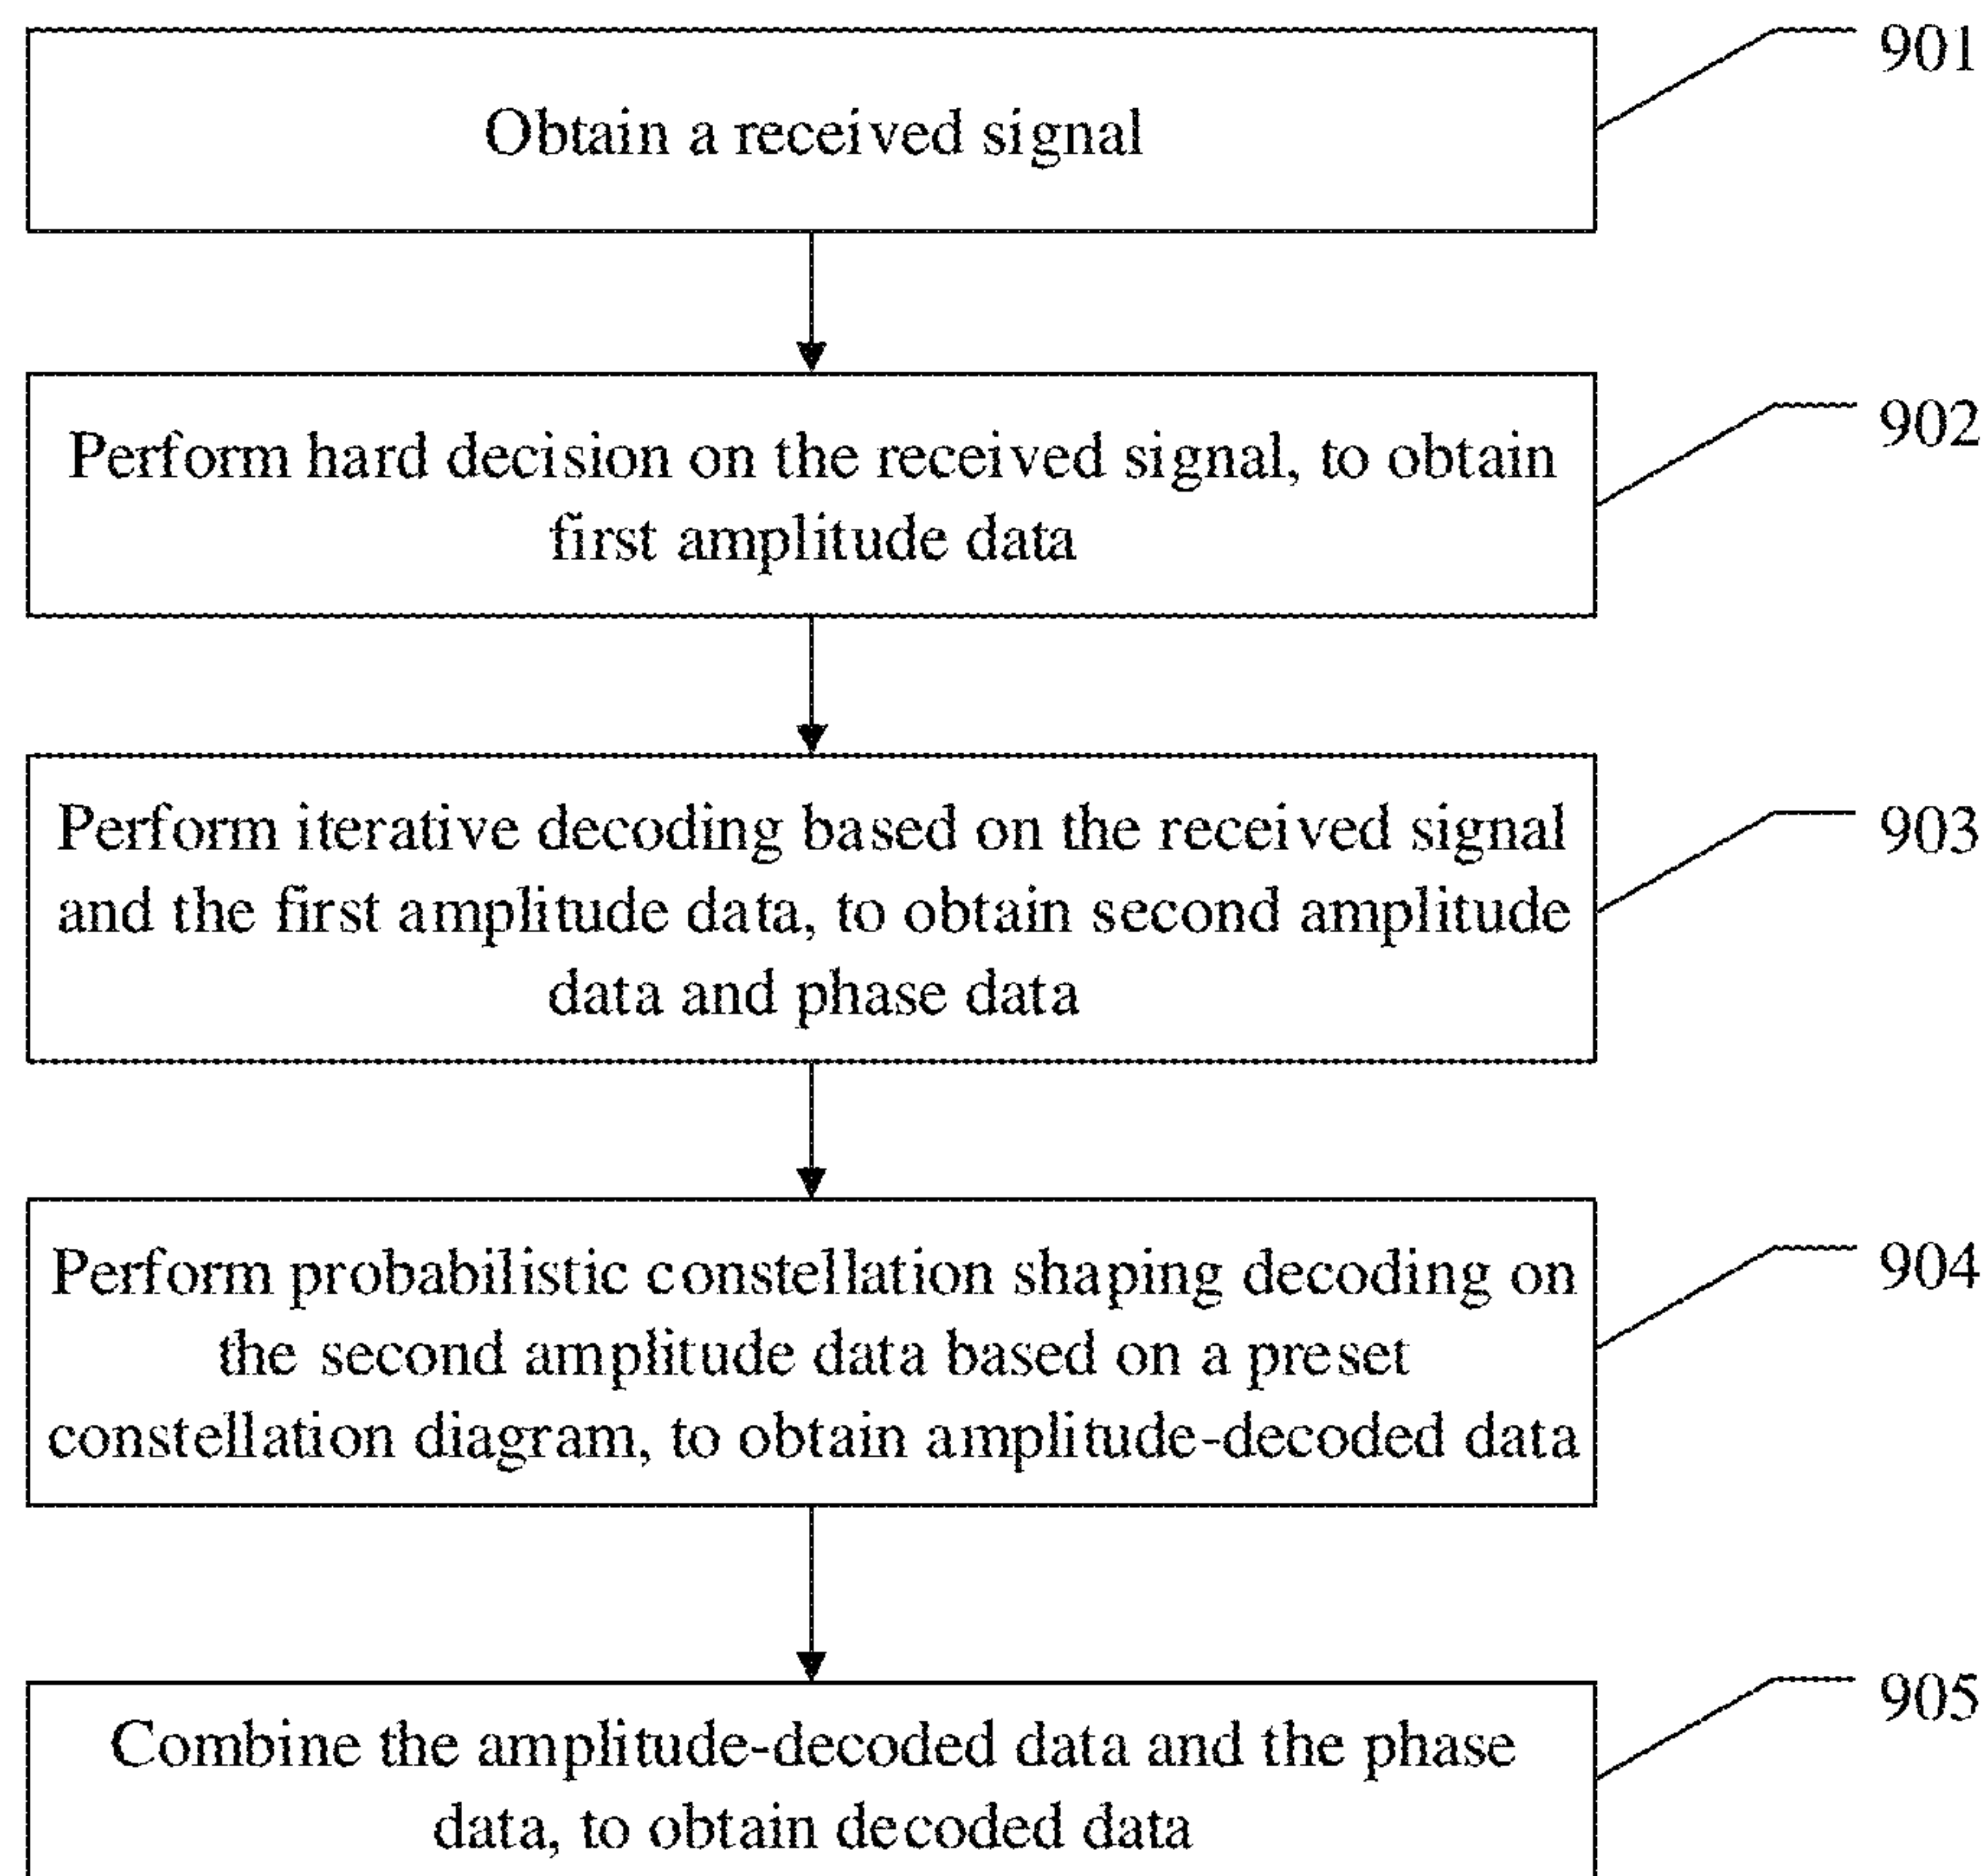 Obtain a received signal
901
Perform hard decision on the received signal, to obtain
first amplitude data
902
Perform iterative decoding based on the received signal
and the first amplitude data, to obtain second amplitude
data and phase data
903
Perform probabilistic constellation shaping decoding on
the second amplitude data based on a preset
constellation diagram, to obtain amplitude-decoded data
904
Combine the amplitude-decoded data and the phase
data, to obtain decoded data
905